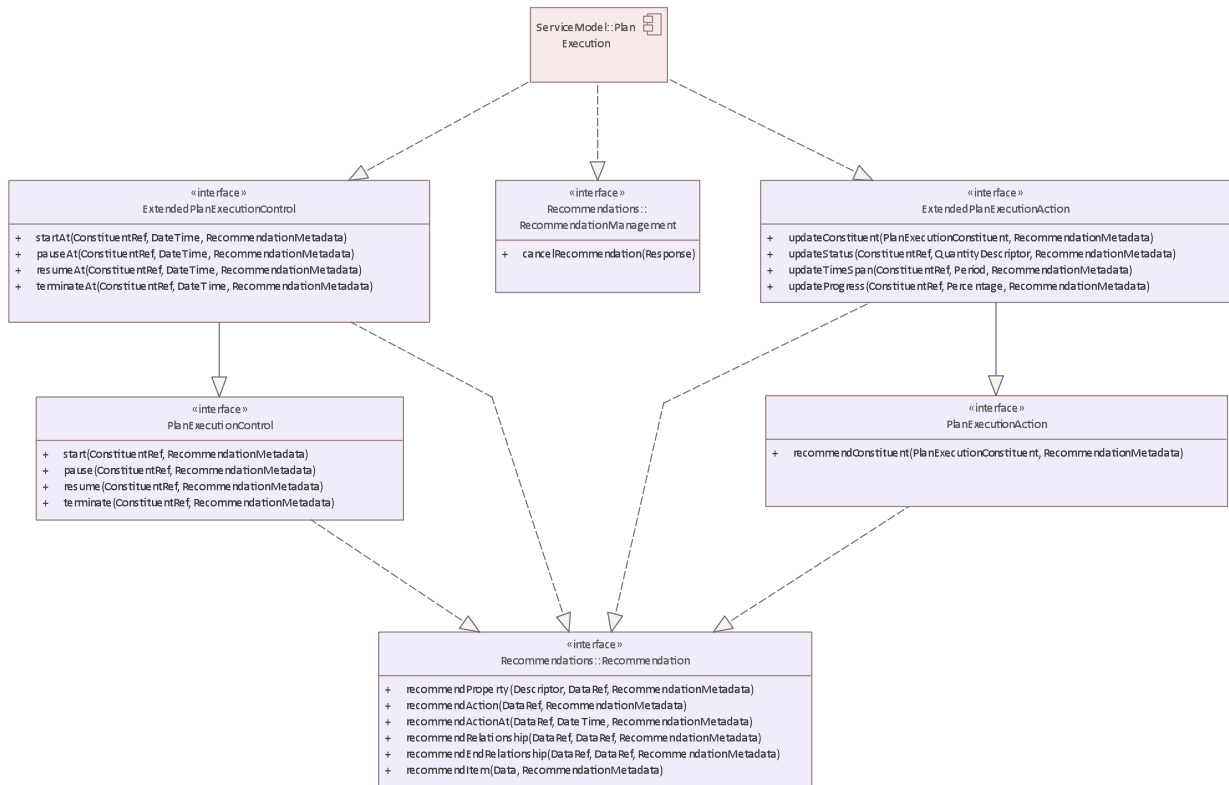 ServiceModel::Plan
Execution
«interface»
ExtendedPlanExecutionControl
+ startAt(ConstituentRef, DateTime, RecommendationMetadata)
+ pauseAt(ConstituentRef, DateTime, RecommendationMetadata)
+ resumeAt(ConstituentRef, DateTime, RecommendationMetadata)
+ terminateAt(ConstituentRef, DateTime, RecommendationMetadata)
«interface»
Recommendations::
RecommendationManagement
+ cancelRecommendation(Response)
«interface»
ExtendedPlanExecutionAction
+ updateConstituent(PlanExecutionConstituent, RecommendationMetadata)
+ updateStatus(ConstituentRef, QuantityDescriptor, RecommendationMetadata)
+ updateTimeSpan(ConstituentRef, Period, RecommendationMetadata)
+ updateProgress(ConstituentRef, Percentage, RecommendationMetadata)
«interface»
PlanExecutionControl
+ start(ConstituentRef, RecommendationMetadata)
+ pause(ConstituentRef, RecommendationMetadata)
+ resume(ConstituentRef, RecommendationMetadata)
+ terminate(ConstituentRef, RecommendationMetadata)
«interface»
PlanExecutionAction
+ recommendConstituent(PlanExecutionConstituent, RecommendationMetadata)
«interface»
Recommendations::Recommendation
+ recommendProperty(Descriptor, DataRef, RecommendationMetadata)
+ recommendAction(DataRef, RecommendationMetadata)
+ recommendActionAt(DataRef, DateTime, RecommendationMetadata)
+ recommendRelationship(DataRef, DataRef, RecommendationMetadata)
+ recommendEndRelationship(DataRef, DataRef, RecommendationMetadata)
+ recommendItem(Data, RecommendationMetadata)